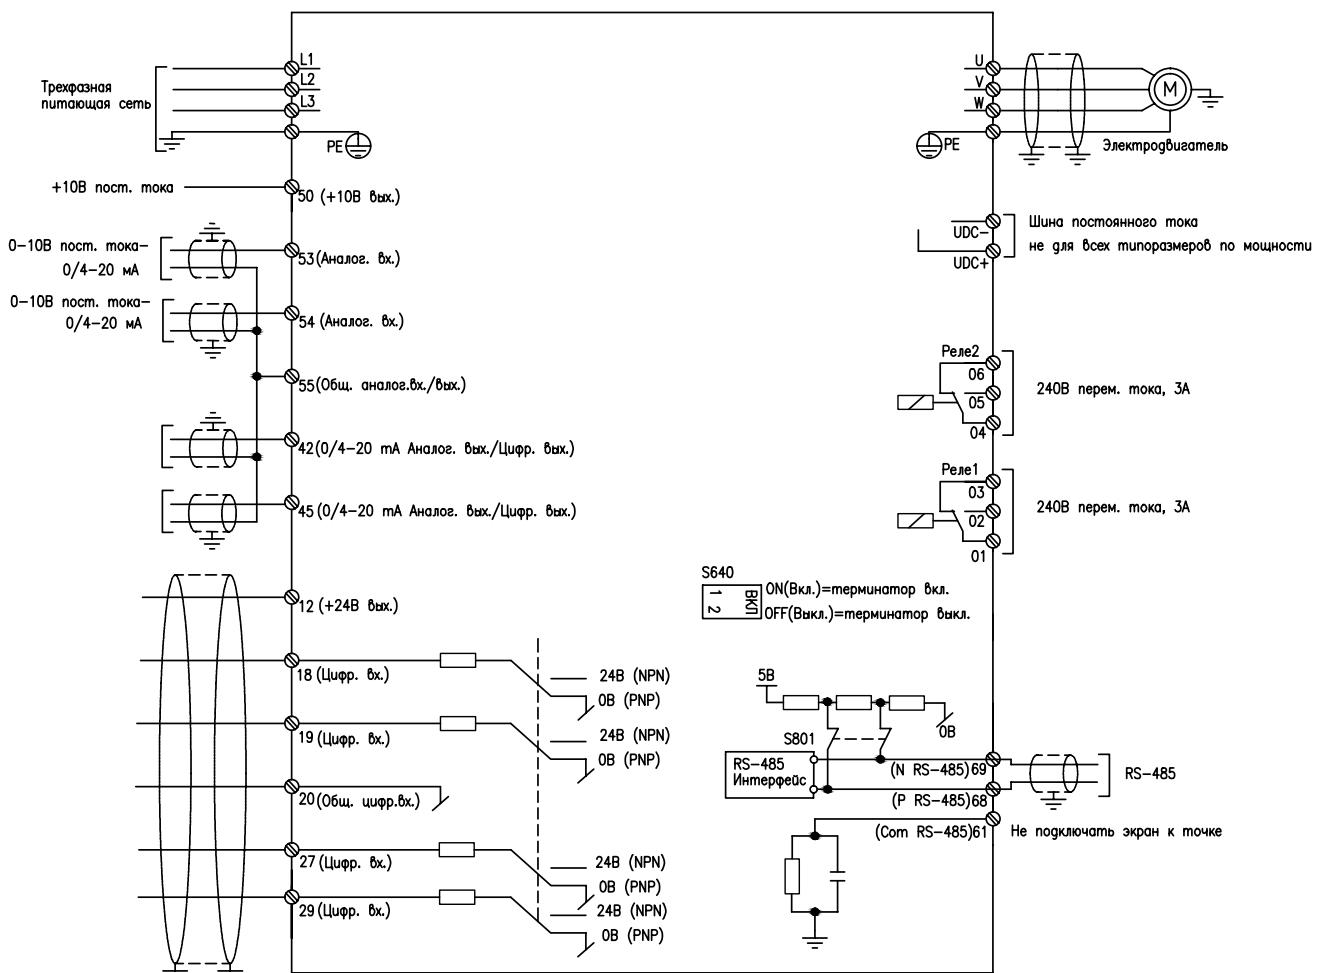 L1
L2
L3
Трехфазная
питающая сеть
PE
+10В пост. тока
50 (+10В вых.)
0-10В пост. тока-
0/4-20 мА
53(Аналог. вх.)
0-10В пост. тока-
0/4-20 мА
54 (Аналог. вх.)
55(Общ. аналог.вх./вых.)
42(0/4-20 mA Аналог. вых./Цифр. вых.)
45(0/4-20 mA Аналог. вых./Цифр. вых.)
12 (+24В вых.)
18 (Цифр. вх.)
24В (NPN)
0В (PNP)
19 (Цифр. вх.)
24В (NPN)
0В (PNP)
20(Общ. цифр.вх.)
27(Цифр. вх.)
24В (NPN)
0В (PNP)
29(Цифр. вх.)
24В (NPN)
0В (PNP)
U
V
W
M
PE
Электродвигатель
UDC-
UDC+
Шина постоянного тока
не для всех типоразмеров по мощности
Реле2
06
05
04
240В перем. тока, 3А
Реле1
03
02
01
240В перем. тока, 3А
S640
1
2
ВКЛ
ON(Вкл.)=терминатор вкл.
OFF(Выкл.)=терминатор выкл.
5В
0В
S801
RS-485
Интерфейс
(N RS-485)69
(P RS-485)68
RS-485
(Com RS-485)61
Не подключать экран к точке